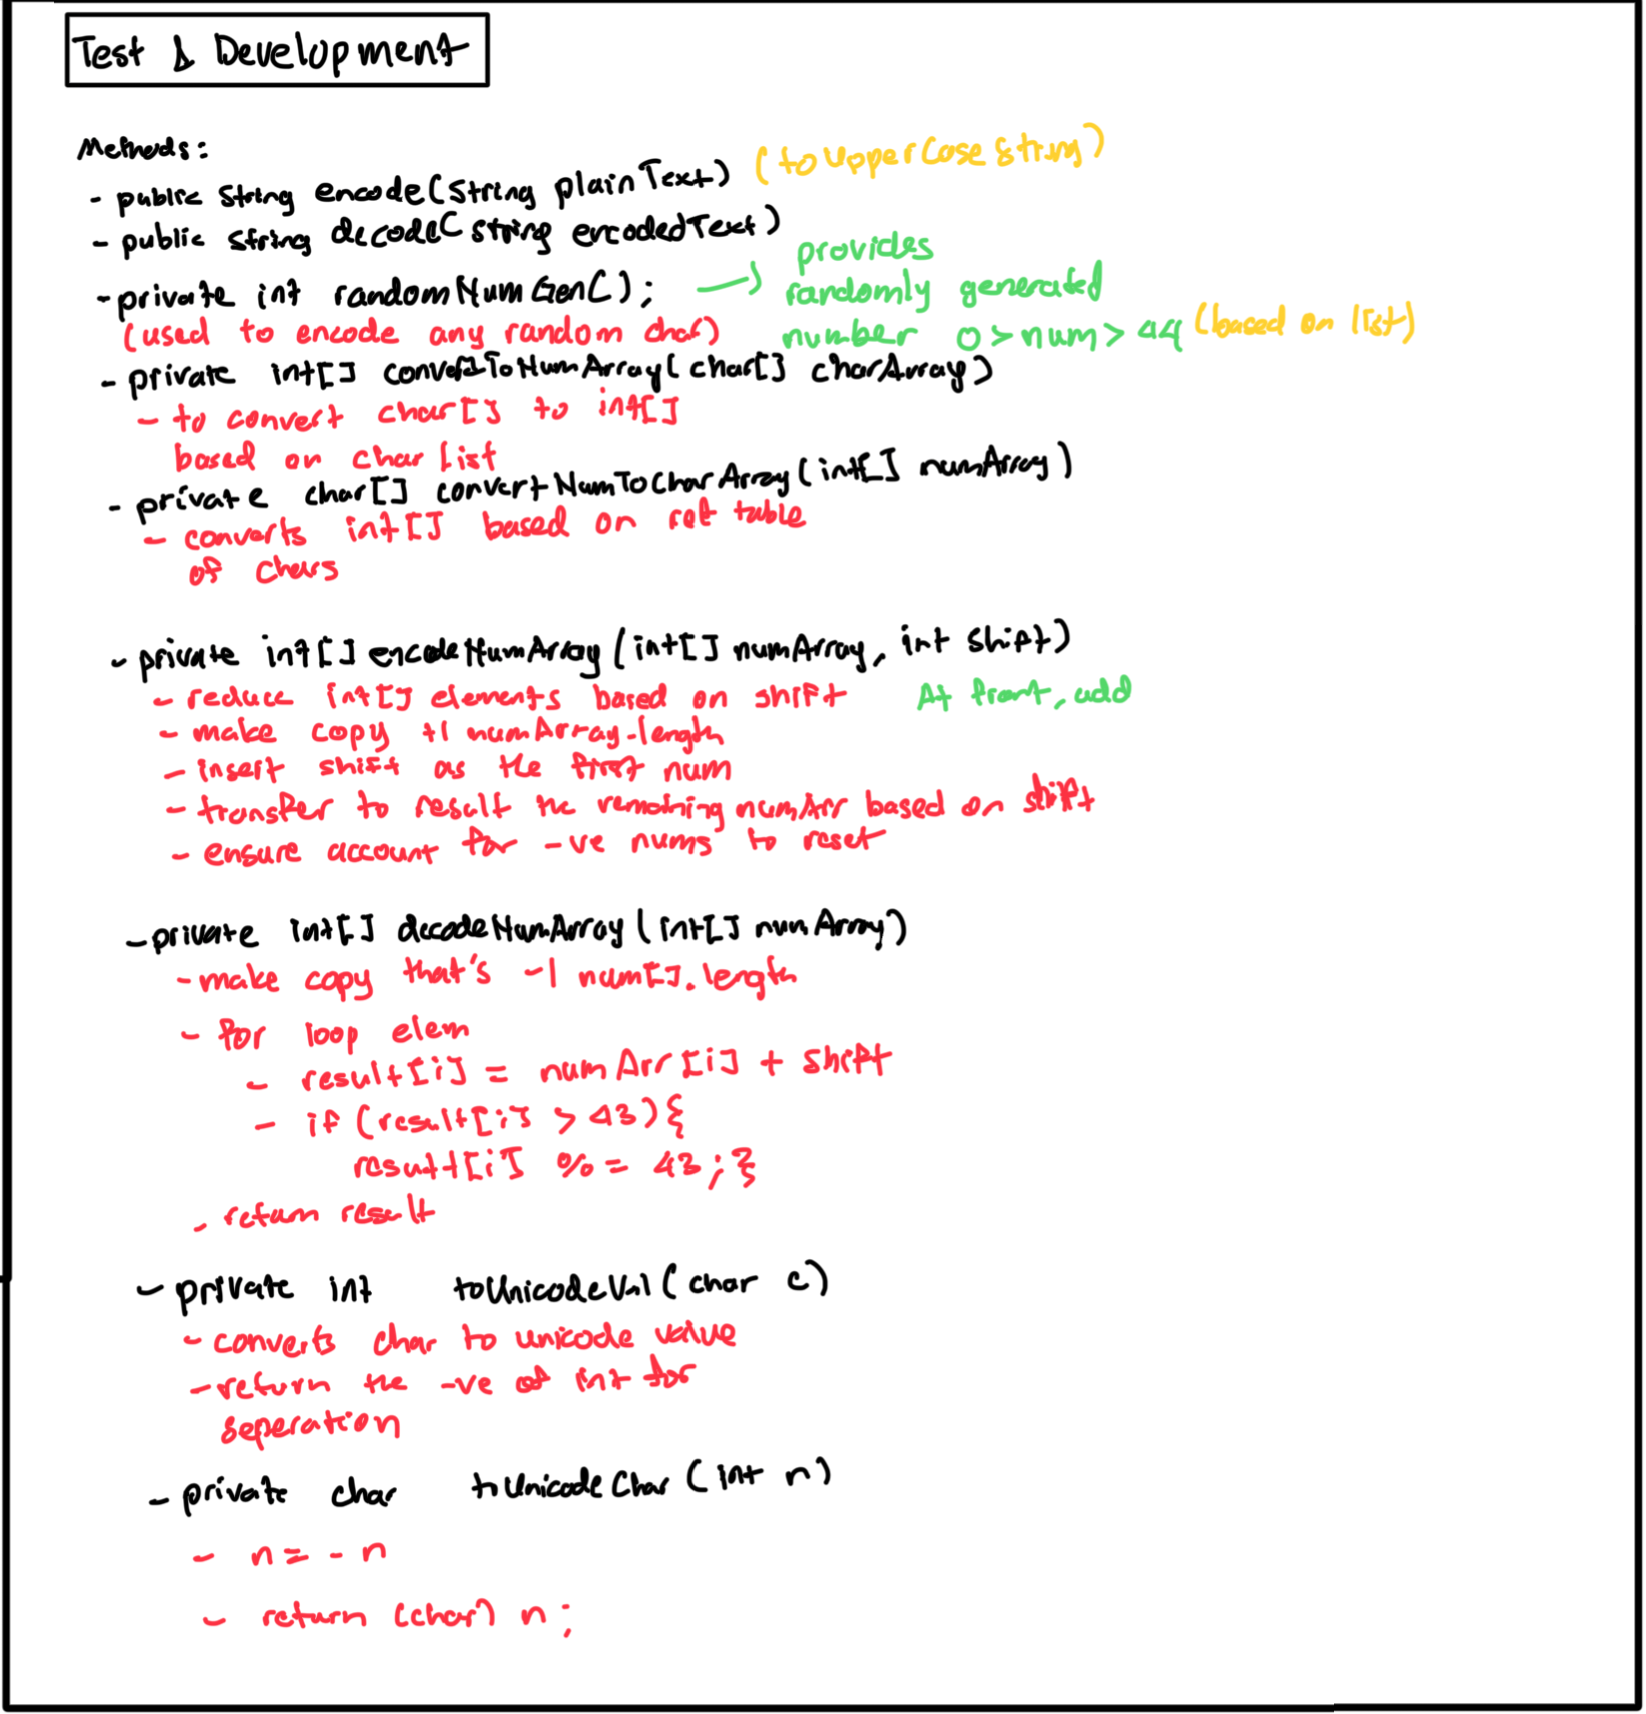 Test & Development
Methods:
- public string encode(String plainText) (toUpperCase string)
- public string decode(string encodedText)
- private int randomNumGen(); → provides randomly generated number 0 > num > 44 (based on list)
(used to encode any random char)
- private int[] convertToNumArray(char[] charArray)
- to convert char[] to int[]
based on char list
- private char[] convertNumToCharArray(int[] numArray)
- converts int[] based on ref table
of chars
- private int[] encodeNumArray(int[] numArray, int shift)
- reduce int[] elements based on shift At front, add
- make copy +1 numArray.length
- insert shift as the first num
- transfer to result the remaining numArr based on shift
- ensure account for -ve nums to reset
- private int[] decodeNumArray(int[] numArray)
- make copy that's -1 num[].length
- for loop elem
- result[i] = numArr[i] + shift
- if (result[i] > 43){
result[i] %= 43;}
- return result
- private int toUnicodeVal(char c)
- converts char to unicode value
- return the -ve of int for
seperation
- private char toUnicodeChar(int n)
- n = - n
- return (char) n;